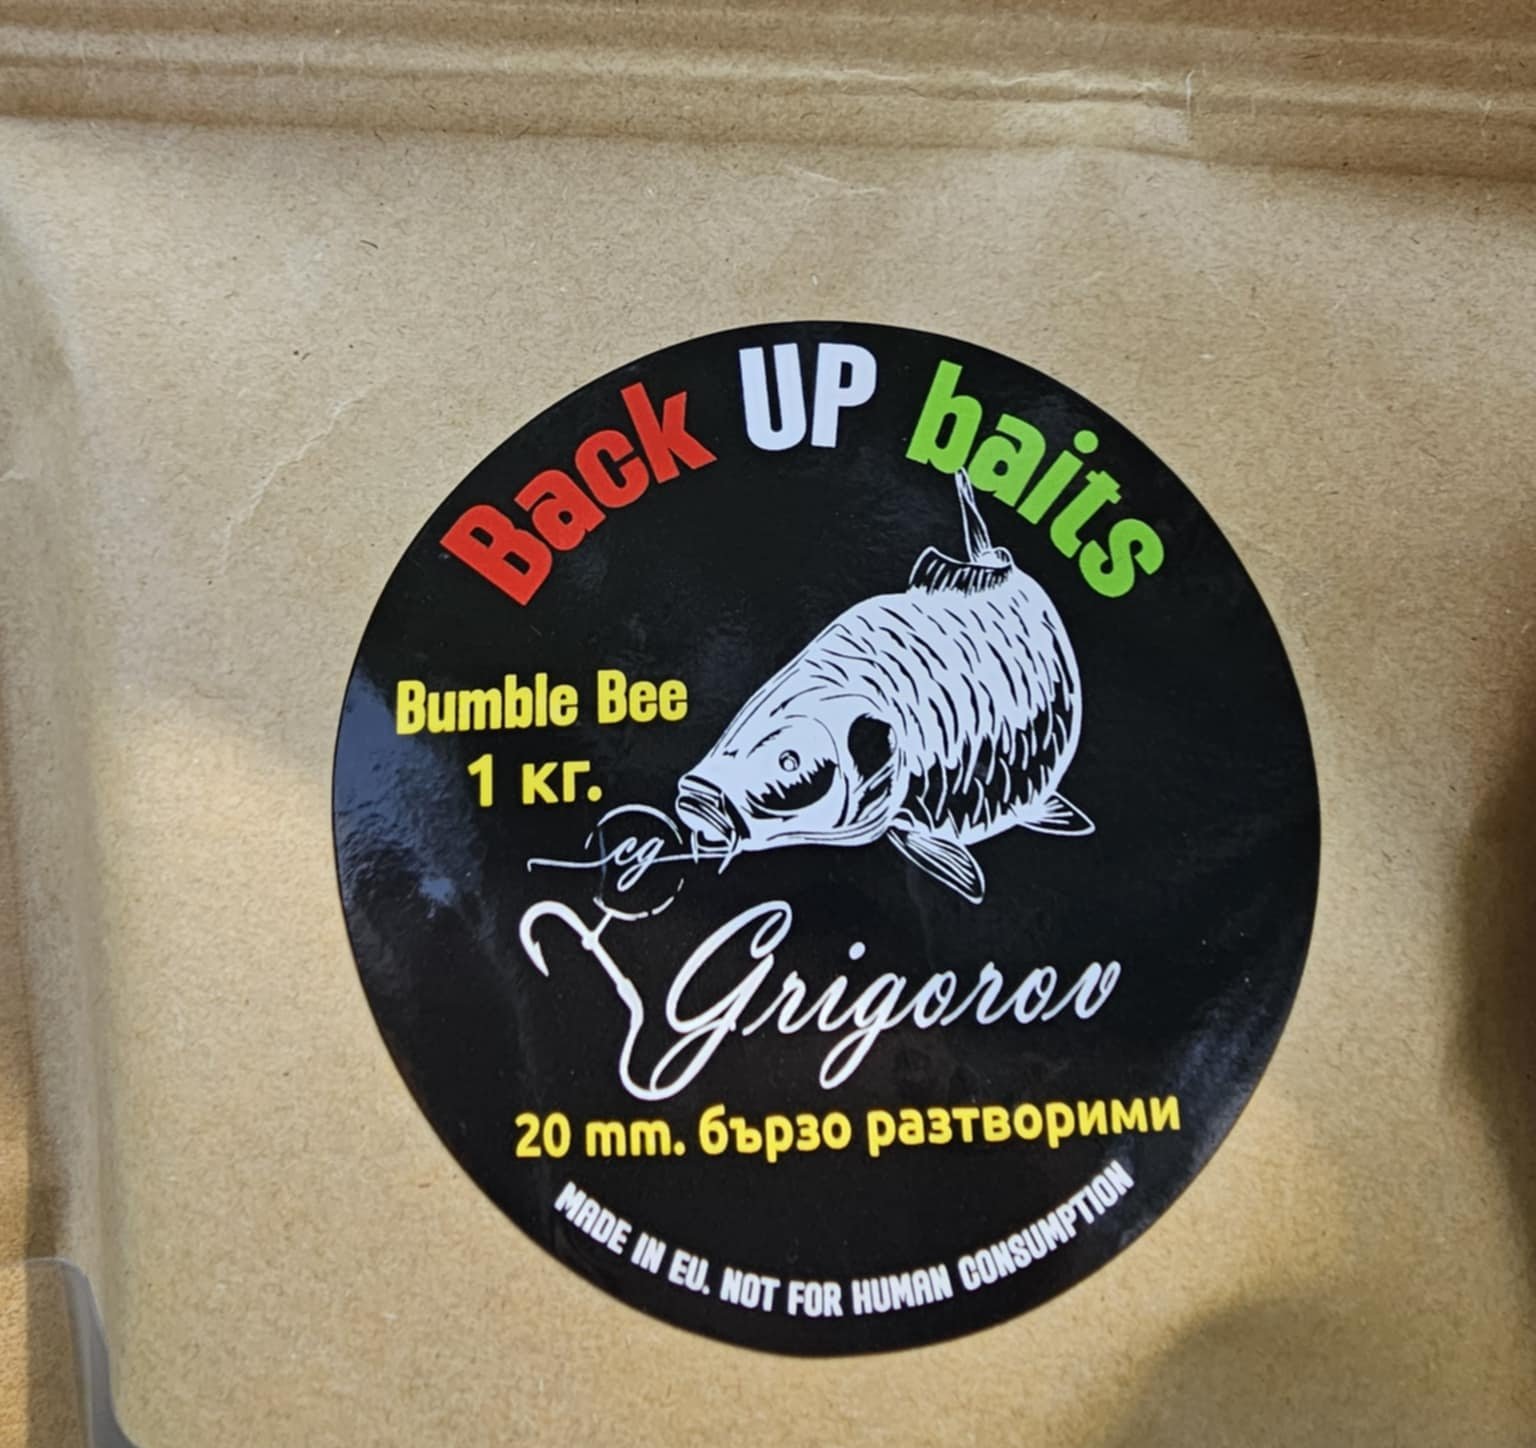 Back UP baits
Bumble Bee
1 кг.
cg
Grigorov
20 mm. бързо разтворими
MADE IN EU. NOT FOR HUMAN CONSUMPTION